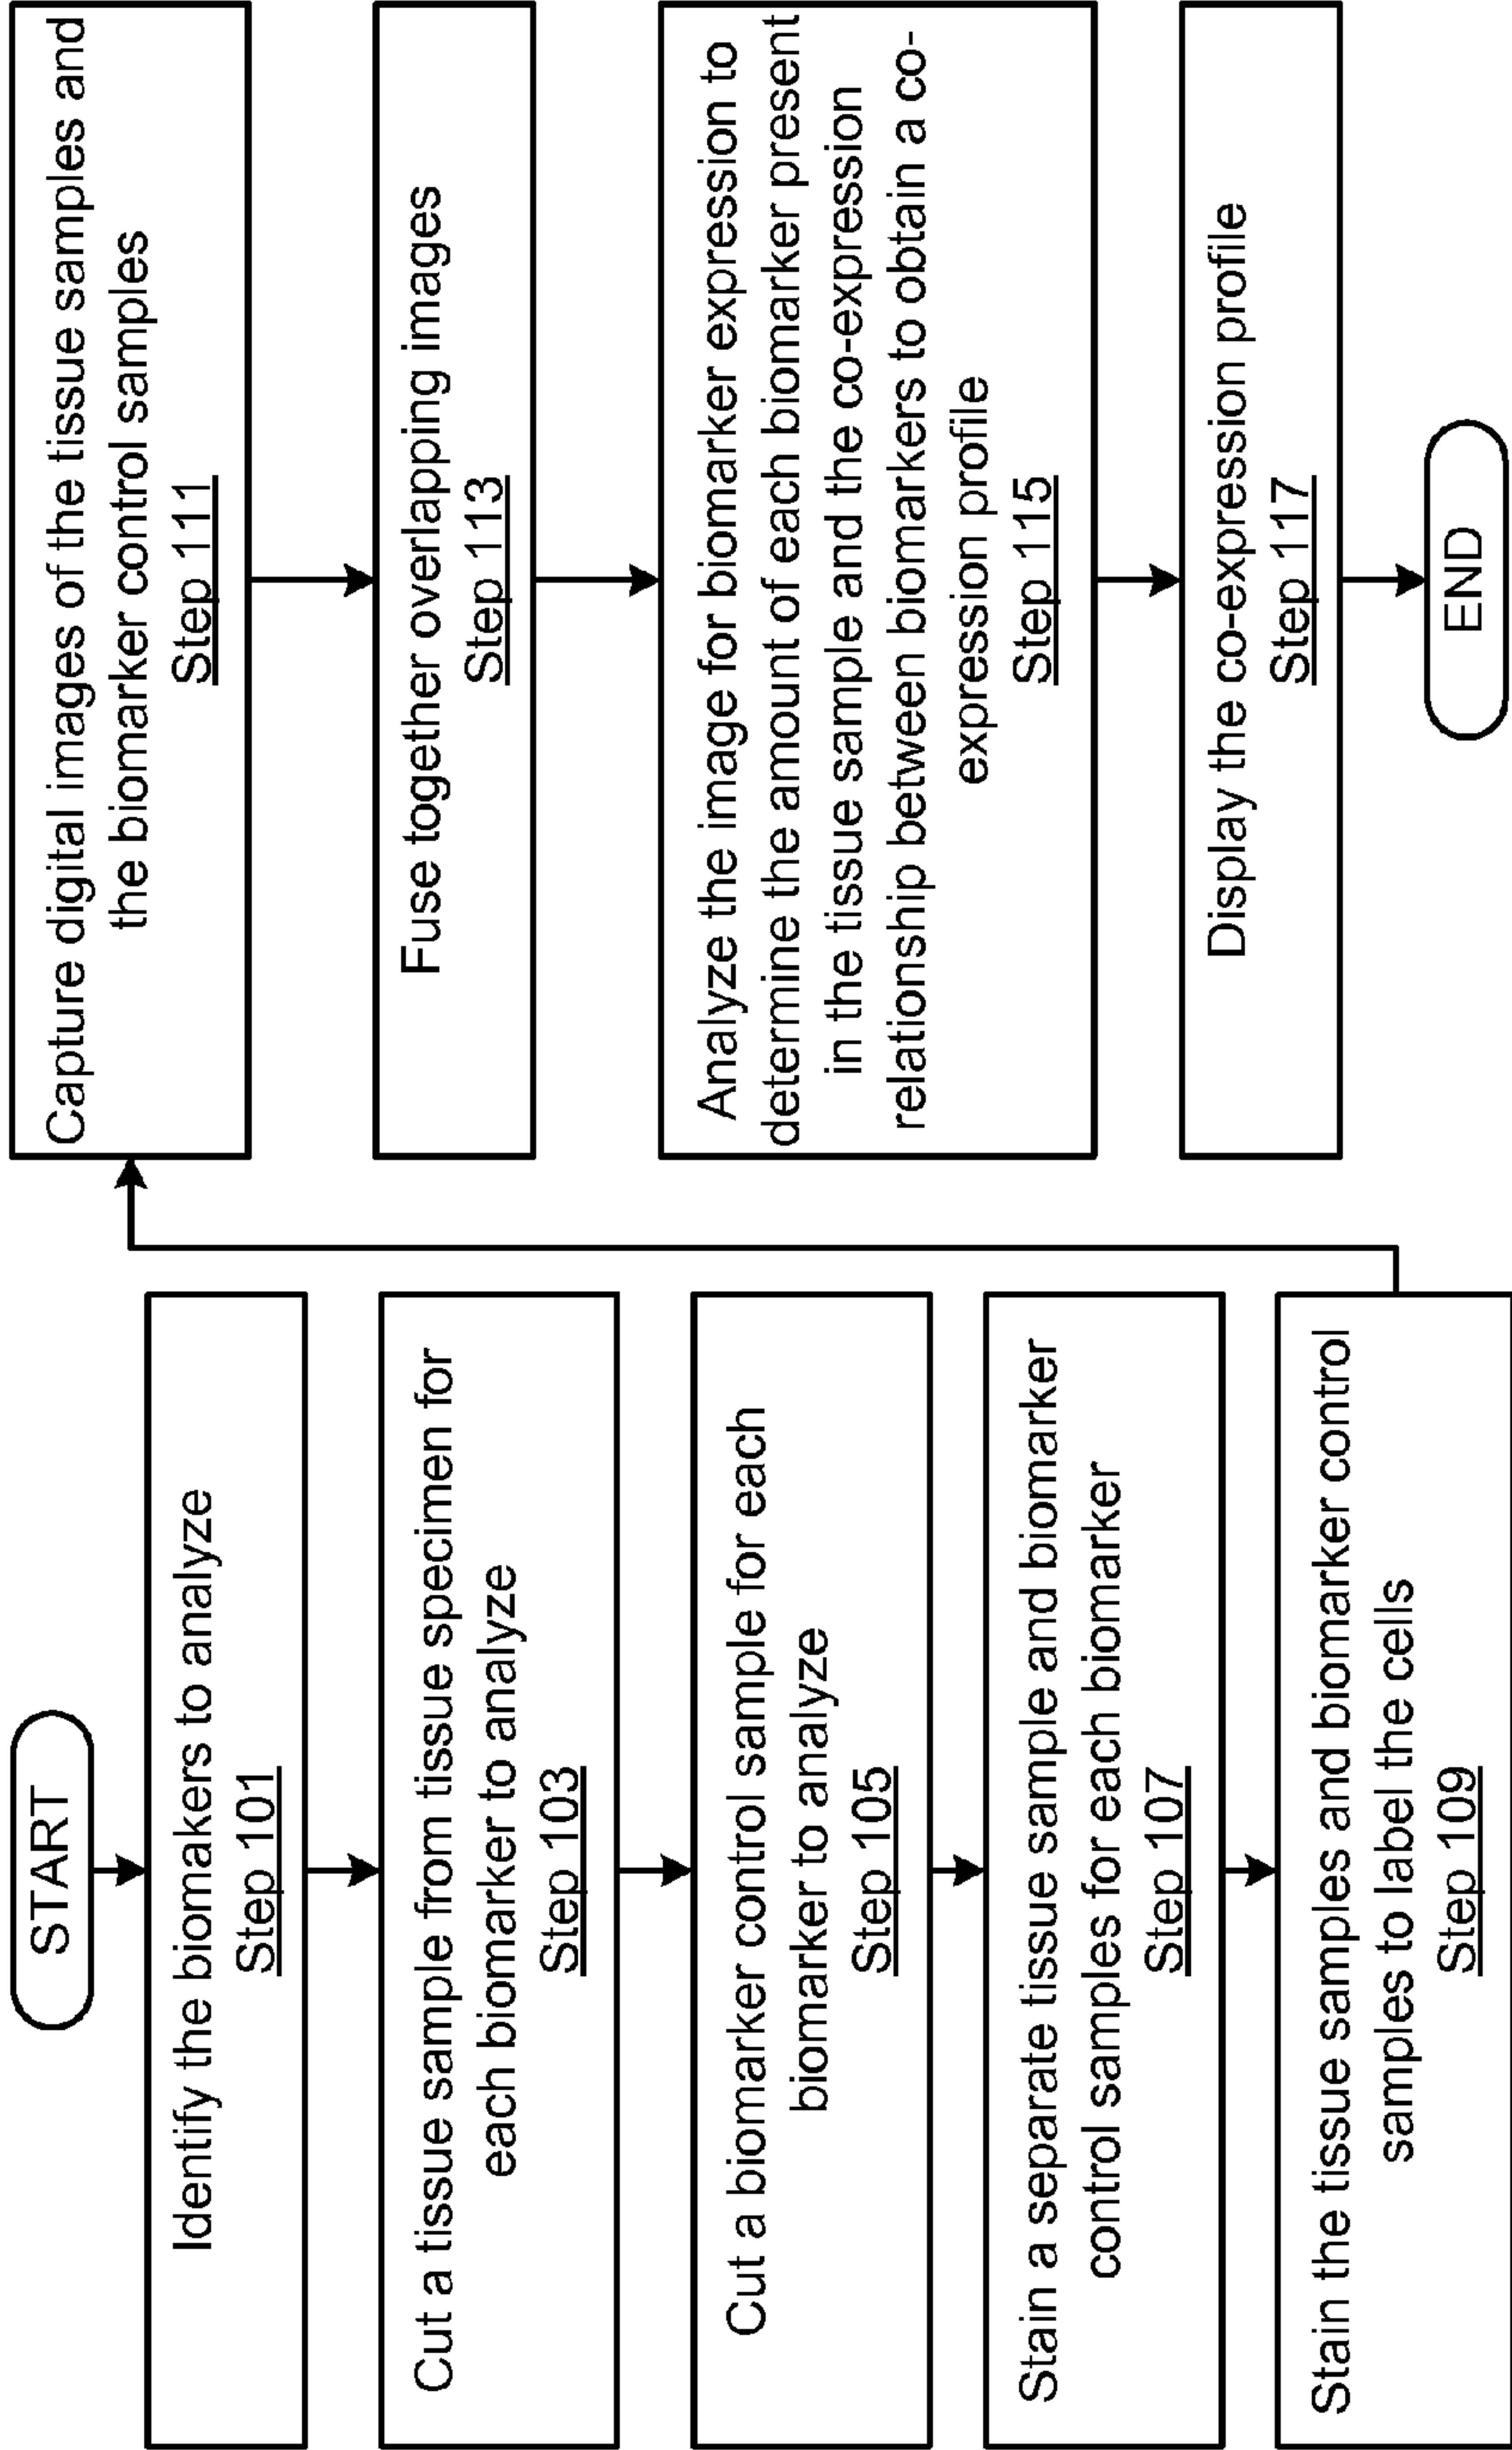 START
Identify the biomakers to analyze
Step 101
Cut a tissue sample from tissue specimen for
each biomarker to analyze
Step 103
Cut a biomarker control sample for each
biomarker to analyze
Step 105
Stain a separate tissue sample and biomarker
control samples for each biomarker
Step 107
Stain the tissue samples and biomarker control
samples to label the cells
Step 109
Capture digital images of the tissue samples and
the biomarker control samples
Step 111
Fuse together overlapping images
Step 113
Analyze the image for biomarker expression to
determine the amount of each biomarker present
in the tissue sample and the co-expression
relationship between biomarkers to obtain a co-
expression profile
Step 115
Display the co-expression profile
Step 117
END